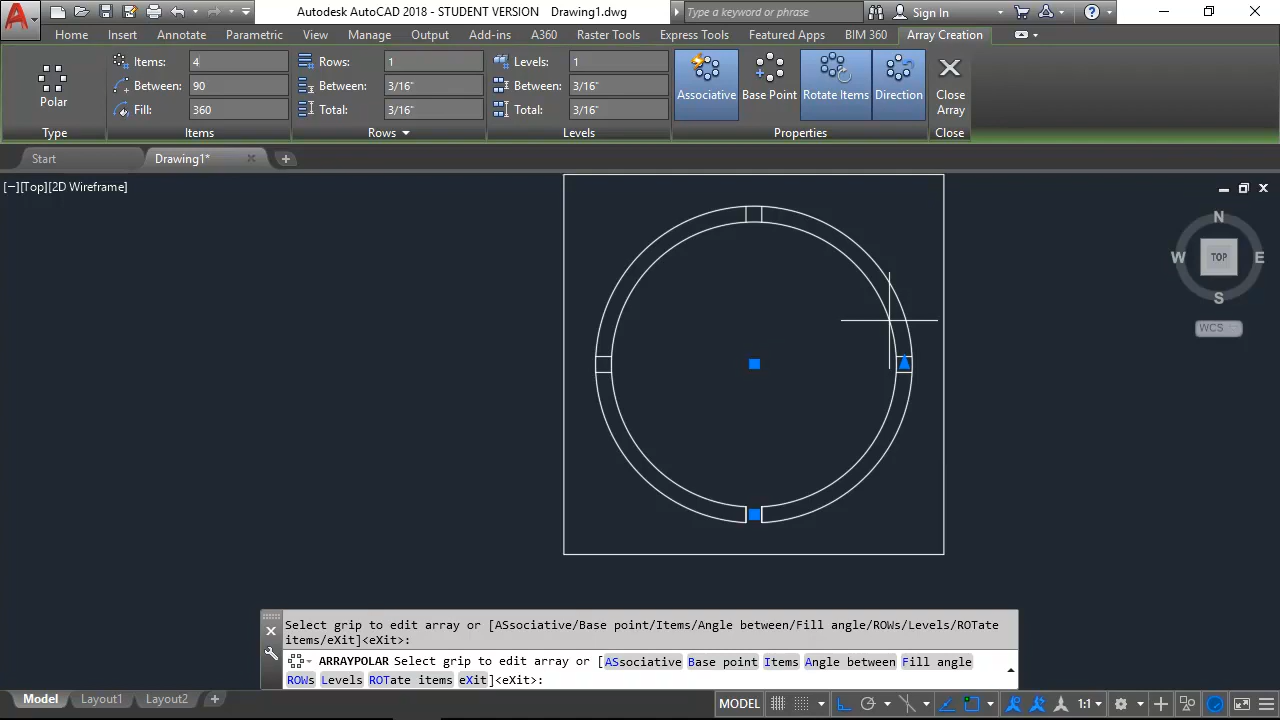 Autodesk AutoCAD 2018 - STUDENT VERSION Drawing1.dwg
Type a keyword or phrase
Sign In
Home Insert Annotate Parametric View Manage Output Add-ins A360 Raster Tools Express Tools Featured Apps BIM 360 Array Creation
Polar
Type
Items: 4
Between: 90
Fill: 360
Items
Rows: 1
Between: 3/16"
Total: 3/16"
Rows
Levels: 1
Between: 3/16"
Total: 3/16"
Levels
Associative Base Point Rotate Items Direction
Properties
Close
Array
Close
Start Drawing1*
[−][Top][2D Wireframe]
N
W TOP E
S
WCS
Select grip to edit array or [ASsociative/Base point/Items/Angle between/Fill angle/ROWs/Levels/ROTate
items/eXit]<eXit>:
ARRAYPOLAR Select grip to edit array or [ASsociative Base point Items Angle between Fill angle
ROWs Levels ROTate items eXit]<eXit>:
Model Layout1 Layout2
MODEL 1:1